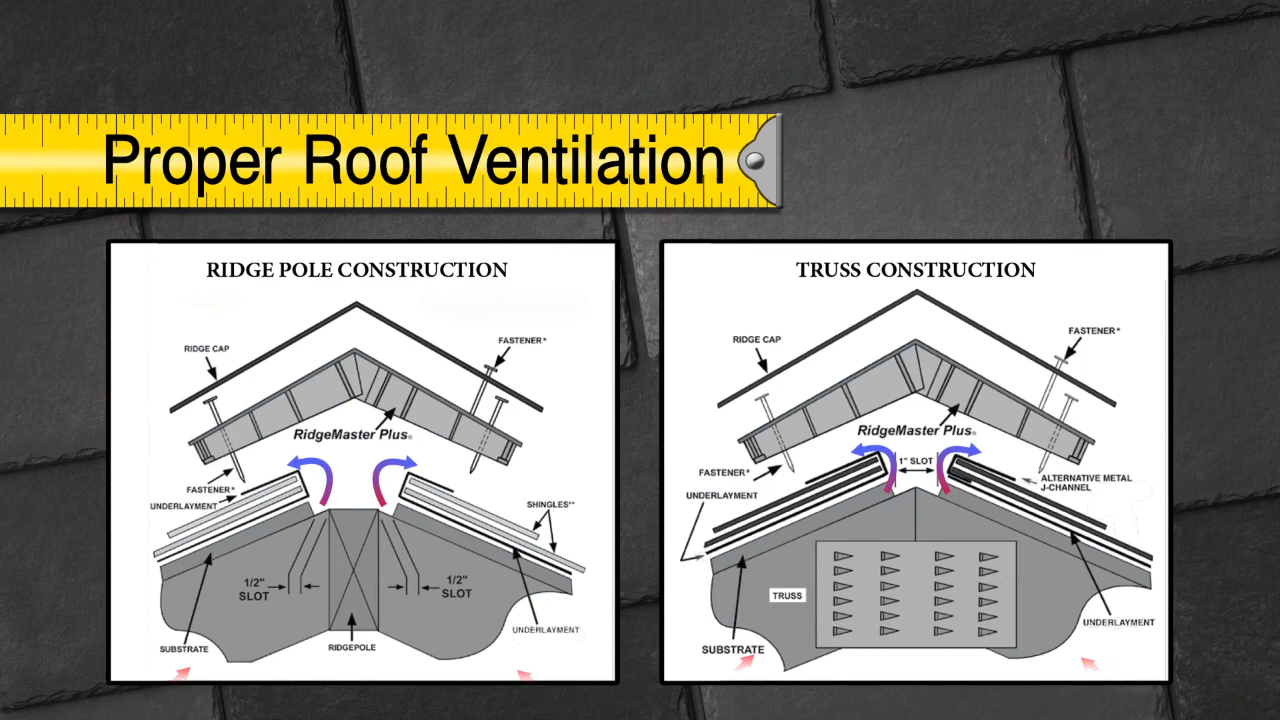 Proper Roof Ventilation
RIDGE POLE CONSTRUCTION
RIDGE CAP
FASTENER*
RidgeMaster Plus®
FASTENER*
UNDERLAYMENT
SHINGLES**
1/2"
SLOT
1/2"
SLOT
SUBSTRATE
RIDGEPOLE
UNDERLAYMENT
TRUSS CONSTRUCTION
RIDGE CAP
FASTENER*
RidgeMaster Plus®
FASTENER*
1" SLOT
UNDERLAYMENT
ALTERNATIVE METAL
J-CHANNEL
TRUSS
SUBSTRATE
UNDERLAYMENT